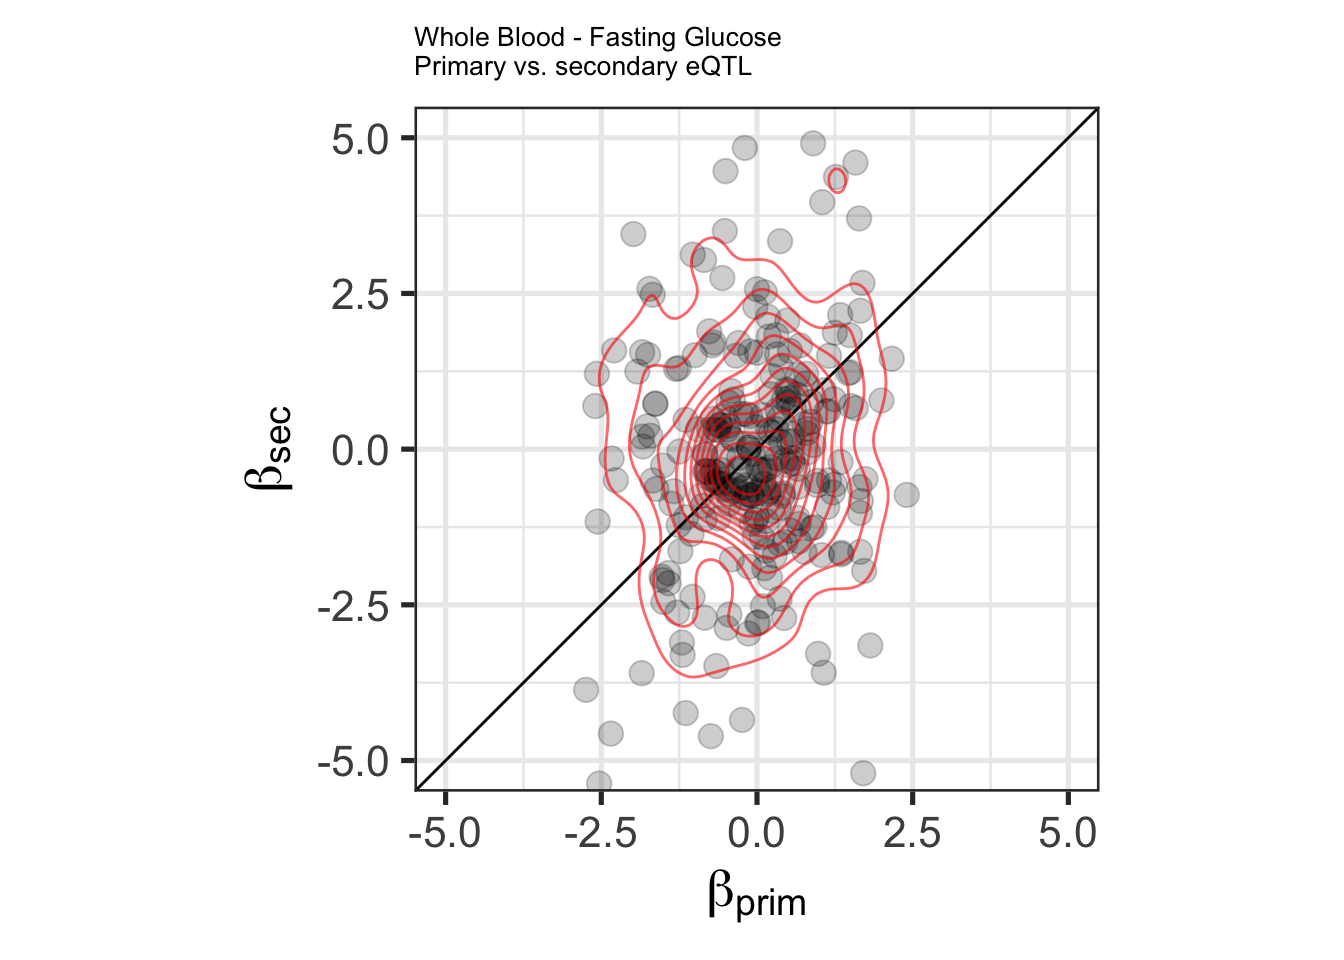 Whole Blood - Fasting Glucose
Primary vs. secondary eQTL
5.0
2.5
0.0
-2.5
-5.0
βsec
-5.0 -2.5 0.0 2.5 5.0
βprim